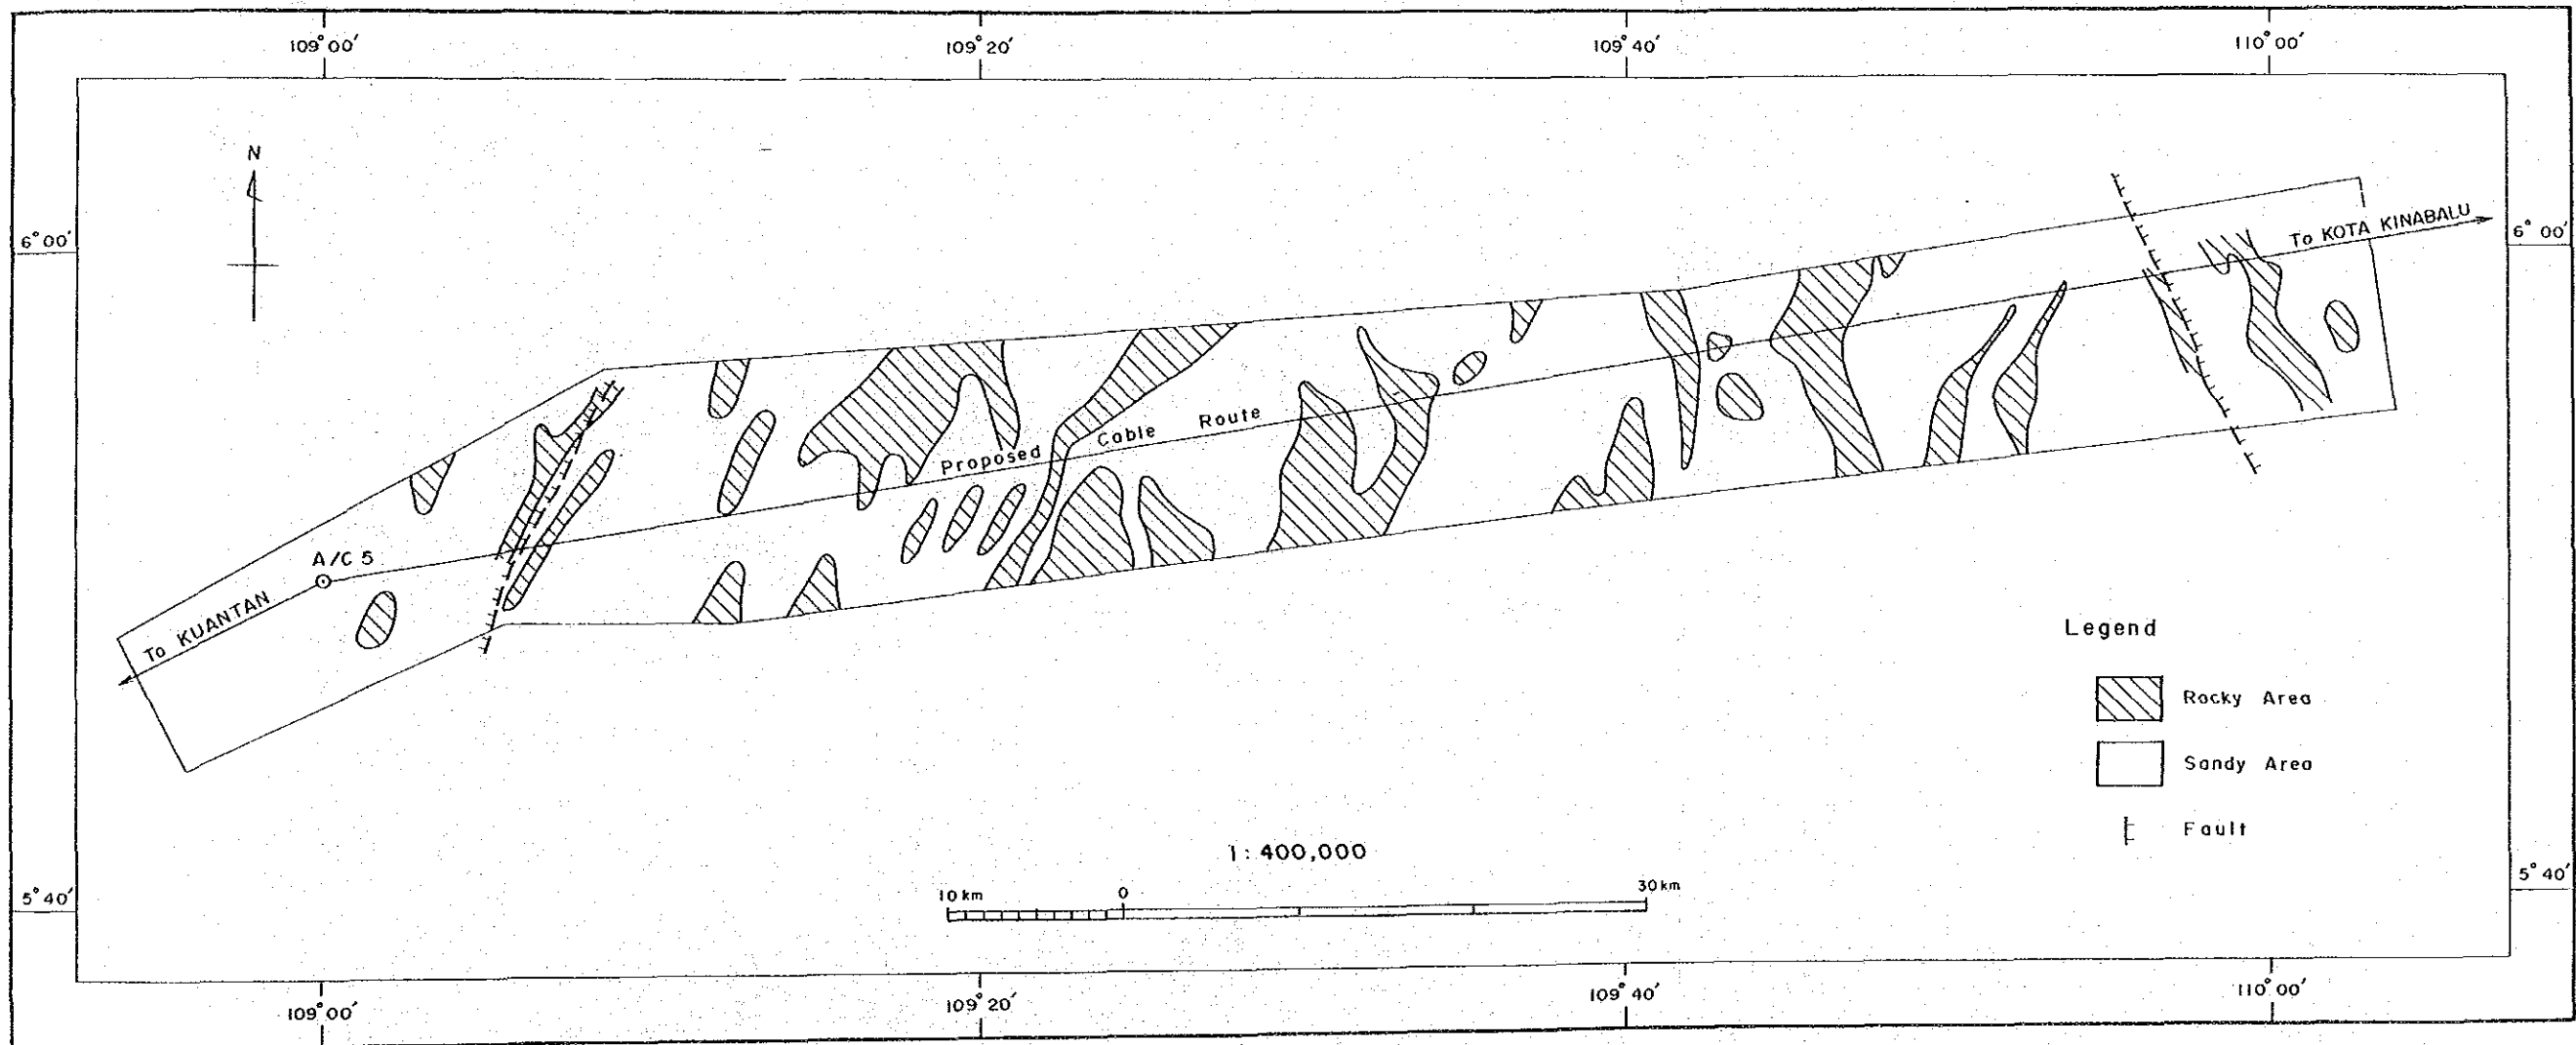 109°00′
109°20′
109°40′
110°00′
N
6°00′
6°00′
To KOTA KINABALU
Proposed Cable Route
A/C 5
To KUANTAN
Legend
Rocky Area
Sandy Area
Fault
1:400,000
10 km 0 30 km
5°40′
5°40′
109°00′
109°20′
109°40′
110°00′